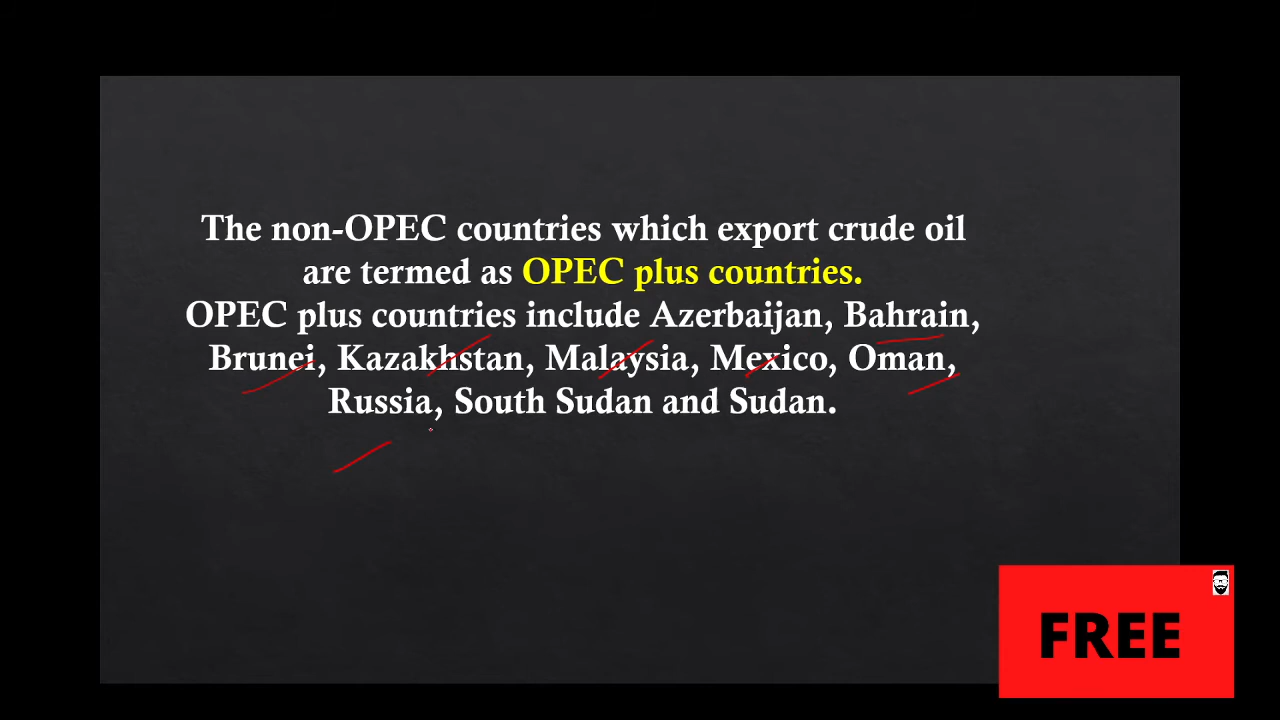 The non-OPEC countries which export crude oil
are termed as OPEC plus countries.
OPEC plus countries include Azerbaijan, Bahrain,
Brunei, Kazakhstan, Malaysia, Mexico, Oman,
Russia, South Sudan and Sudan.
FREE